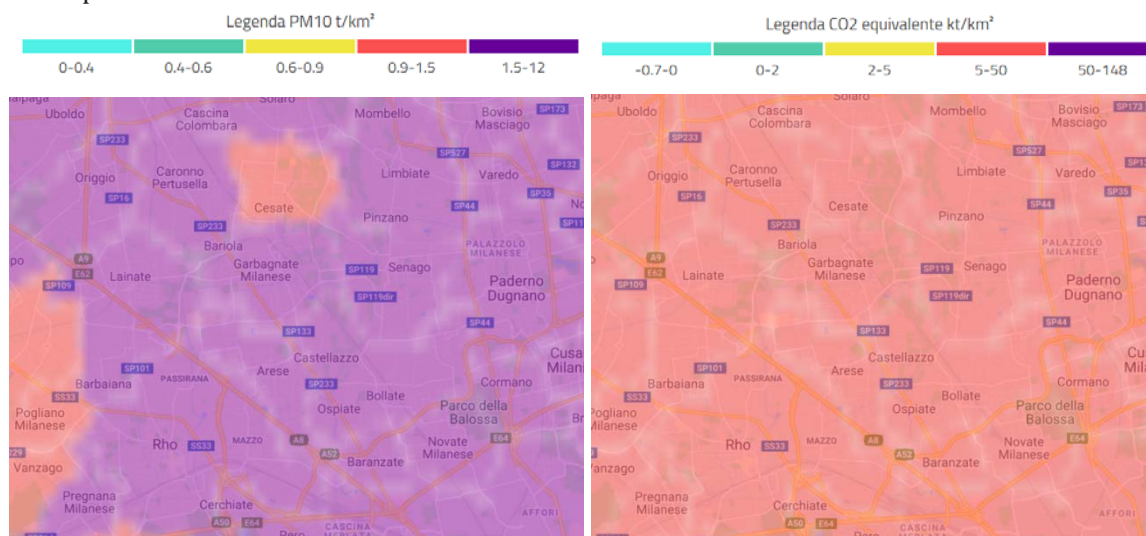 Legenda PM10 t/km²
0-0.4 0.4-0.6 0.6-0.9 0.9-1.5 1.5-12
Solaro
Uboldo
Cascina
Colombara
Mombello
Bovisio
Masciago
SP173
SP233
SP527
SP132
Origgio
Caronno
Pertusella
Limbiate
Varedo
SP16
SP35
Cesate
SP44
Pinzano
SP233
Bariola
PALAZZOLO
MILANESE
A9
E62
Lainate
Garbagnate
Milanese
SP119
Senago
SP109
SP119dir
Paderno
Dugnano
SP44
SP133
Castellazzo
SP101
PASSIRANA
Arese
Barbaiana
SP233
Cormano
SS33
Bollate
Pogliano
Milanese
Ospiate
Parco della
Balossa
Rho
SS33
MAZZO
A8
Novate
Milanese
E64
A52
Baranzate
Vanzago
Pregnana
Milanese
Cerchiate
AFFORI
A50
E64
CASCINA
Legenda CO2 equivalente kt/km²
-0.7-0 0-2 2-5 5-50 50-148
Solaro
Uboldo
Cascina
Colombara
Mombello
Bovisio
Masciago
SP173
SP233
SP527
SP132
Origgio
Caronno
Pertusella
Limbiate
Varedo
SP16
SP35
Cesate
SP44
Pinzano
SP233
Bariola
PALAZZOLO
MILANESE
A9
E62
Lainate
Garbagnate
Milanese
SP119
Senago
SP109
SP119dir
Paderno
Dugnano
SP44
SP133
Castellazzo
SP101
PASSIRANA
Arese
Barbaiana
SP233
Cormano
SS33
Bollate
Pogliano
Milanese
Ospiate
Parco della
Balossa
Rho
SS33
MAZZO
A8
Novate
Milanese
E64
A52
Baranzate
Vanzago
Pregnana
Milanese
Cerchiate
AFFORI
A50
E64
CASCINA